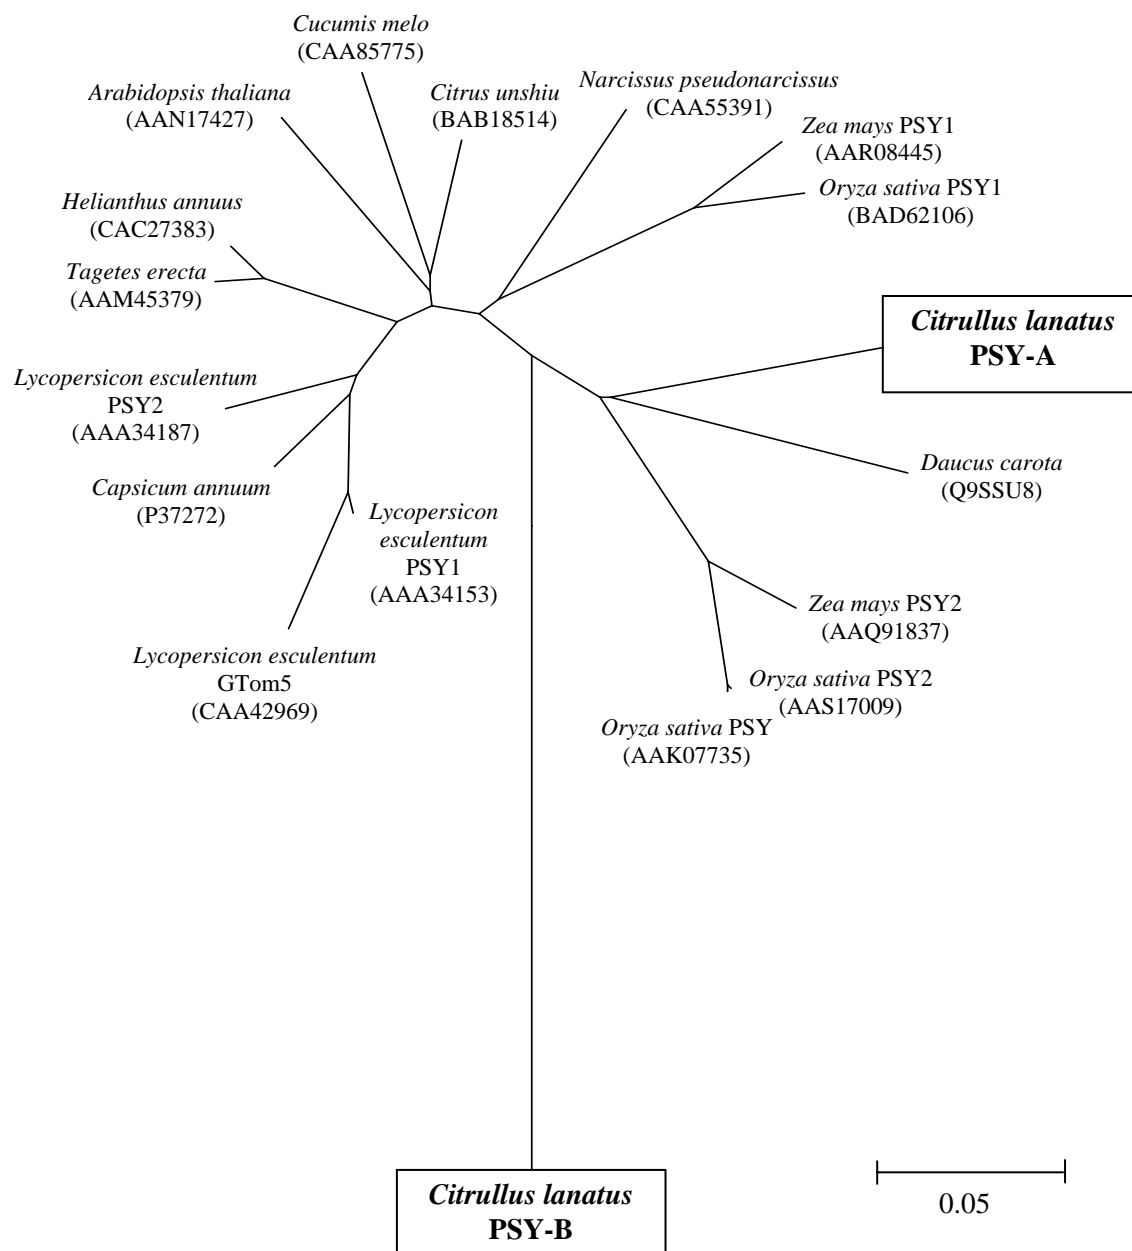 Cucumis melo
(CAA85775)
Arabidopsis thaliana
(AAN17427)
Citrus unshiu
(BAB18514)
Narcissus pseudonarcissus
(CAA55391)
Zea mays PSY1
(AAR08445)
Oryza sativa PSY1
(BAD62106)
Helianthus annuus
(CAC27383)
Tagetes erecta
(AAM45379)
Citrullus lanatus
PSY-A
Lycopersicon esculentum
PSY2
(AAA34187)
Daucus carota
(Q9SSU8)
Capsicum annuum
(P37272)
Lycopersicon
esculentum
PSY1
(AAA34153)
Zea mays PSY2
(AAQ91837)
Lycopersicon esculentum
GTom5
(CAA42969)
Oryza sativa PSY2
(AAS17009)
Oryza sativa PSY
(AAK07735)
Citrullus lanatus
PSY-B
0.05